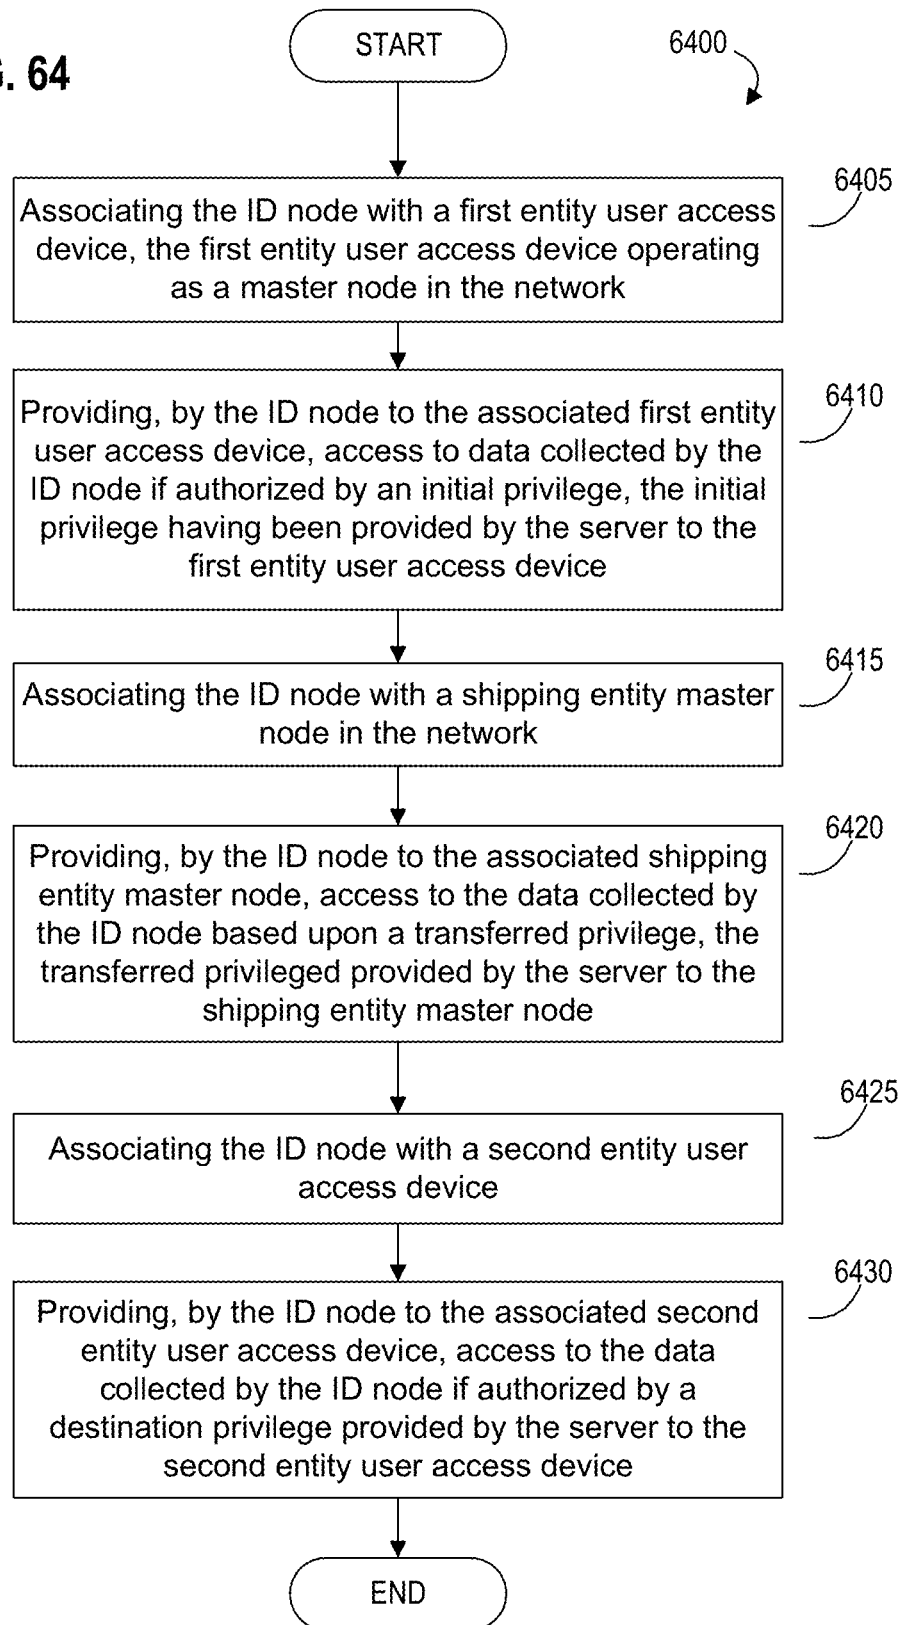 START
6400
. 64
6405
Associating the ID node with a first entity user access
device, the first entity user access device operating
as a master node in the network
6410
Providing, by the ID node to the associated first entity
user access device, access to data collected by the
ID node if authorized by an initial privilege, the initial
privilege having been provided by the server to the
first entity user access device
6415
Associating the ID node with a shipping entity master
node in the network
6420
Providing, by the ID node to the associated shipping
entity master node, access to the data collected by
the ID node based upon a transferred privilege, the
transferred privileged provided by the server to the
shipping entity master node
6425
Associating the ID node with a second entity user
access device
6430
Providing, by the ID node to the associated second
entity user access device, access to the data
collected by the ID node if authorized by a
destination privilege provided by the server to the
second entity user access device
END